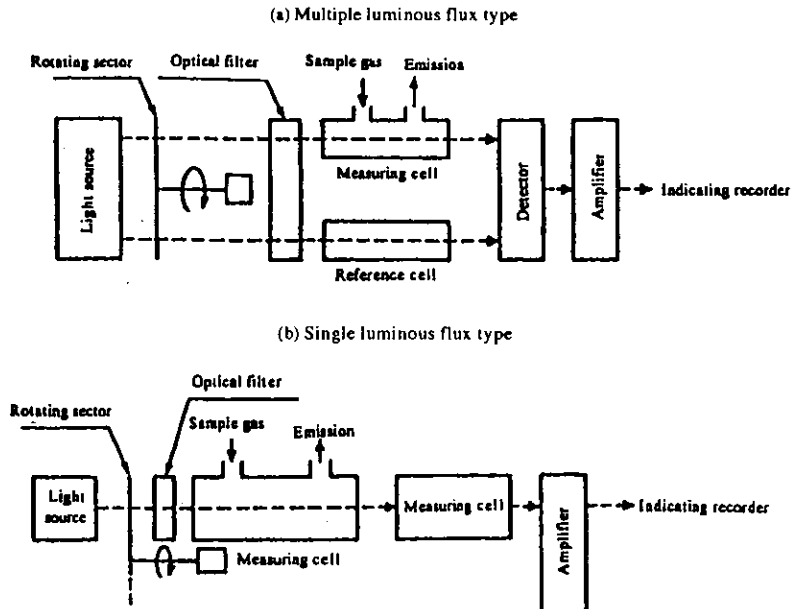 (a) Multiple luminous flux type
Rotating sector
Optical filter
Sample gas
Emission
Light source
Measuring cell
Detector
Amplifier
Indicating recorder
Reference cell
(b) Single luminous flux type
Optical filter
Rotating sector
Sample gas
Emission
Light
source
Measuring cell
Indicating recorder
Measuring cell
Amplifier